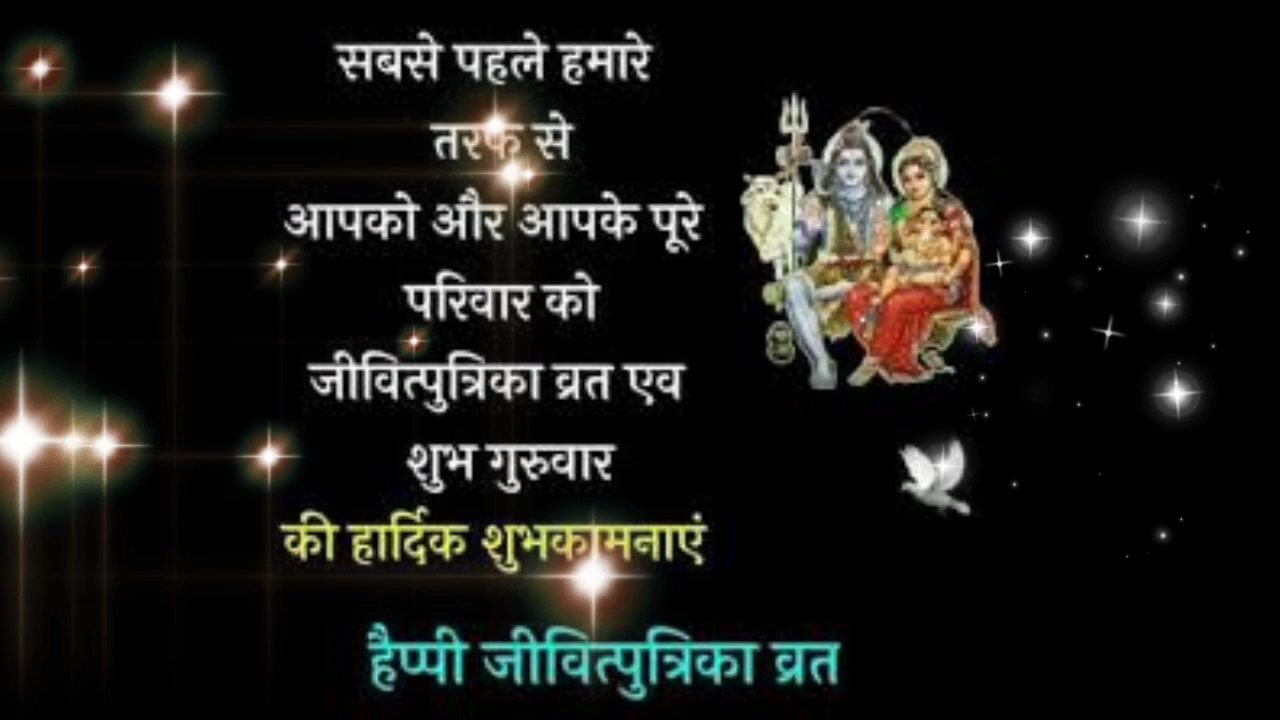 सबसे पहले हमारे
तरफ से
आपको और आपके पूरे
परिवार को
जीवित्पुत्रिका व्रत एव
शुभ गुरुवार
की हार्दिक शुभकामनाएं
हैप्पी जीवित्पुत्रिका व्रत